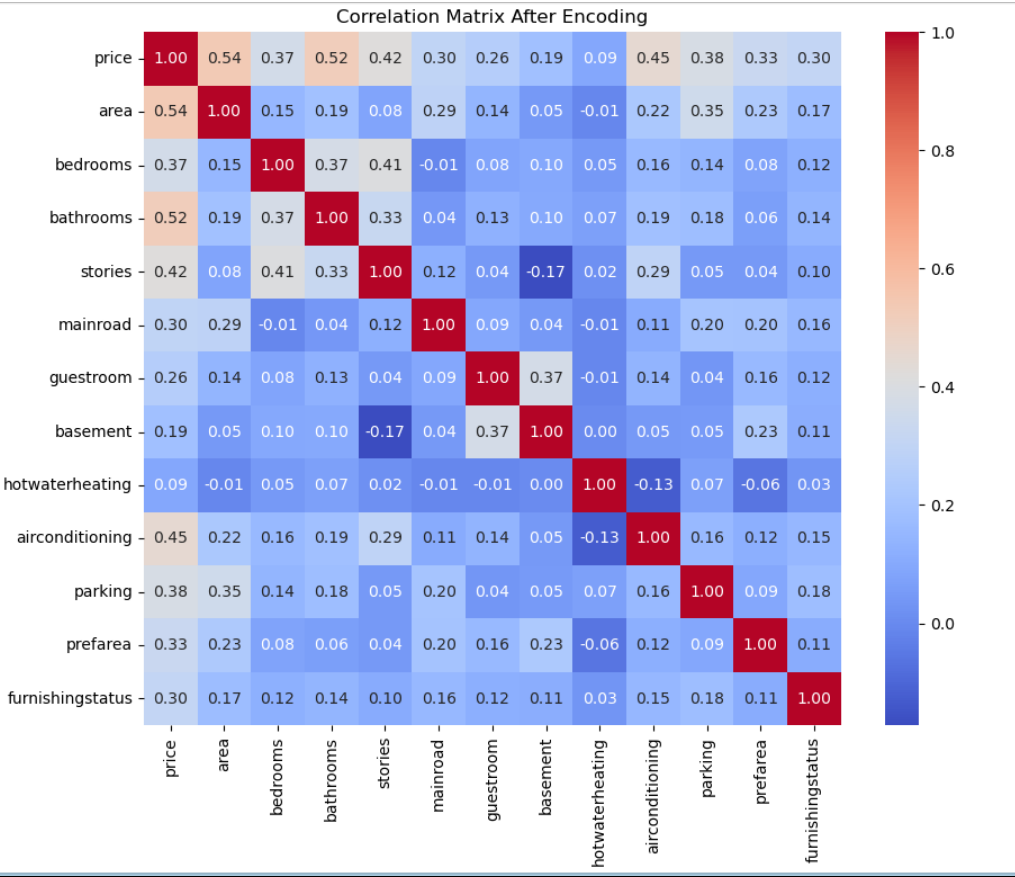 Correlation Matrix After Encoding
price 1.00 0.54 0.37 0.52 0.42 0.30 0.26 0.19 0.09 0.45 0.38 0.33 0.30
area 0.54 1.00 0.15 0.19 0.08 0.29 0.14 0.05 -0.01 0.22 0.35 0.23 0.17
bedrooms 0.37 0.15 1.00 0.37 0.41 -0.01 0.08 0.10 0.05 0.16 0.14 0.08 0.12
bathrooms 0.52 0.19 0.37 1.00 0.33 0.04 0.13 0.10 0.07 0.19 0.18 0.06 0.14
stories 0.42 0.08 0.41 0.33 1.00 0.12 0.04 -0.17 0.02 0.29 0.05 0.04 0.10
mainroad 0.30 0.29 -0.01 0.04 0.12 1.00 0.09 0.04 -0.01 0.11 0.20 0.20 0.16
guestroom 0.26 0.14 0.08 0.13 0.04 0.09 1.00 0.37 -0.01 0.14 0.04 0.16 0.12
basement 0.19 0.05 0.10 0.10 -0.17 0.04 0.37 1.00 0.00 0.05 0.05 0.23 0.11
hotwaterheating 0.09 -0.01 0.05 0.07 0.02 -0.01 -0.01 0.00 1.00 -0.13 0.07 -0.06 0.03
airconditioning 0.45 0.22 0.16 0.19 0.29 0.11 0.14 0.05 -0.13 1.00 0.16 0.12 0.15
parking 0.38 0.35 0.14 0.18 0.05 0.20 0.04 0.05 0.07 0.16 1.00 0.09 0.18
prefarea 0.33 0.23 0.08 0.06 0.04 0.20 0.16 0.23 -0.06 0.12 0.09 1.00 0.11
furnishingstatus 0.30 0.17 0.12 0.14 0.10 0.16 0.12 0.11 0.03 0.15 0.18 0.11 1.00
price
area
bedrooms
bathrooms
stories
mainroad
guestroom
basement
hotwaterheating
airconditioning
parking
prefarea
furnishingstatus
1.0
0.8
0.6
0.4
0.2
0.0